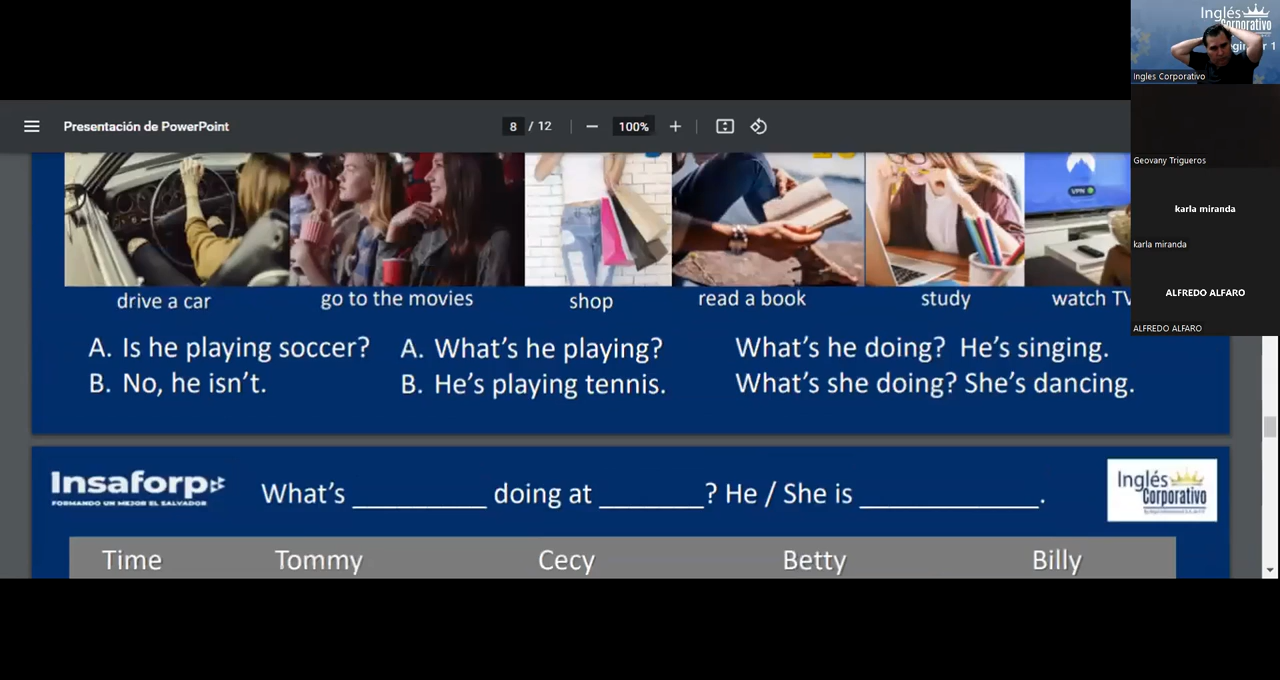 Inglés
Corporativo
Ingles Corporativo
Presentación de PowerPoint
8 / 12
100%
Geovany Trigueros
karla miranda
karla miranda
ALFREDO ALFARO
ALFREDO ALFARO
VPN
drive a car
go to the movies
shop
read a book
study
watch TV
A. Is he playing soccer?
B. No, he isn't.
A. What's he playing?
B. He's playing tennis.
What's he doing? He's singing.
What's she doing? She's dancing.
Insaforp
FORMANDO UN MEJOR EL SALVADOR
What's __________ doing at ________? He / She is ______________.
Inglés
Corporativo
Time
Tommy
Cecy
Betty
Billy